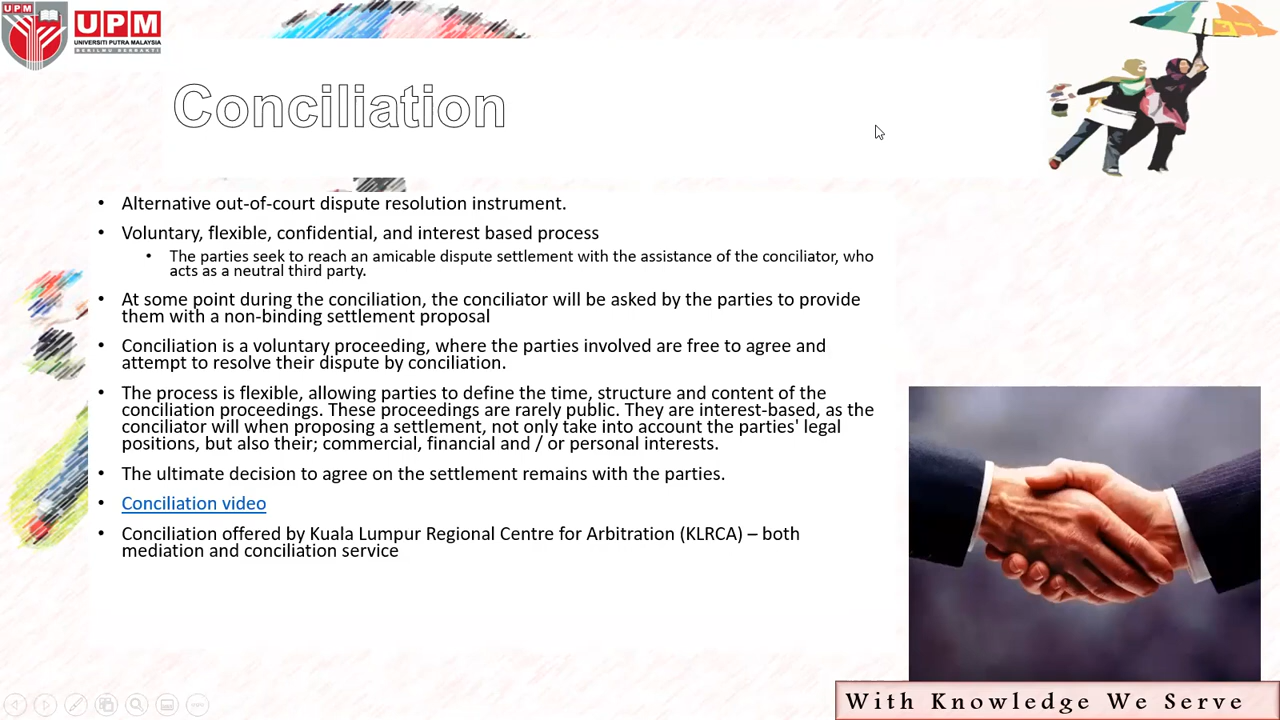 UPM
UPM
UNIVERSITI PUTRA MALAYSIA
BERILMU BERBAKTI
Conciliation
• Alternative out-of-court dispute resolution instrument.
• Voluntary, flexible, confidential, and interest based process
• The parties seek to reach an amicable dispute settlement with the assistance of the conciliator, who
acts as a neutral third party.
• At some point during the conciliation, the conciliator will be asked by the parties to provide
them with a non-binding settlement proposal
• Conciliation is a voluntary proceeding, where the parties involved are free to agree and
attempt to resolve their dispute by conciliation.
• The process is flexible, allowing parties to define the time, structure and content of the
conciliation proceedings. These proceedings are rarely public. They are interest-based, as the
conciliator will when proposing a settlement, not only take into account the parties' legal
positions, but also their; commercial, financial and / or personal interests.
• The ultimate decision to agree on the settlement remains with the parties.
• Conciliation video
• Conciliation offered by Kuala Lumpur Regional Centre for Arbitration (KLRCA) – both
mediation and conciliation service
With Knowledge We Serve